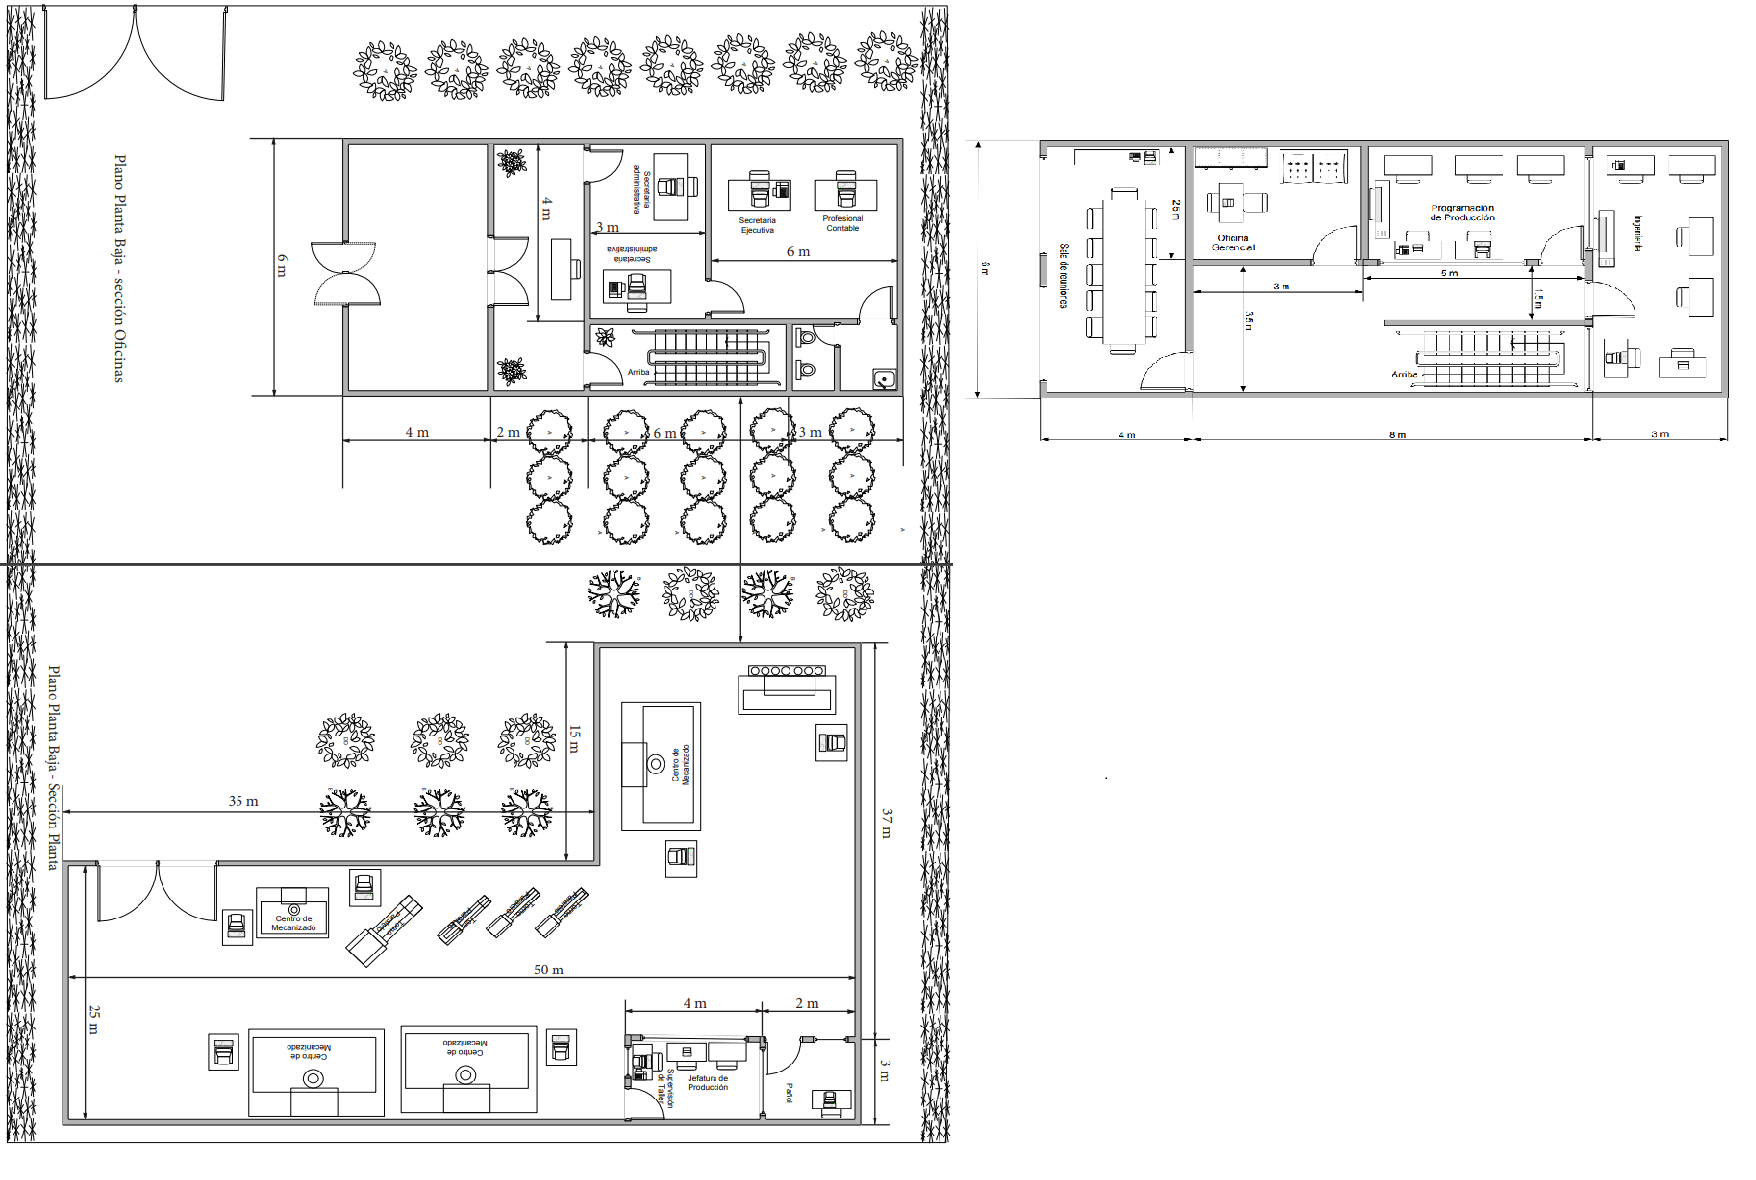 Plano Planta Baja - sección Oficinas
6 m
4 m
3 m
Secretaria
administrativa
Secretaria
administrativa
Secretaria
Ejecutiva
Profesional
Contable
6 m
Arriba
4 m
2 m
6 m
3 m
6 m
Sala de reuniones
2.5 m
Oficina
Gerencial
Programación
de Producción
Ingeniería
3 m
5 m
1.5 m
3.5 m
Arriba
4 m
8 m
3 m
Plano Planta Baja - Sección Planta
35 m
15 m
37 m
Centro de
Mecanizado
Centro de
Mecanizado
50 m
25 m
4 m
2 m
3 m
Centro de
Mecanizado
Centro de
Mecanizado
Supervisión
de Taller
Jefatura de
Producción
Pañol